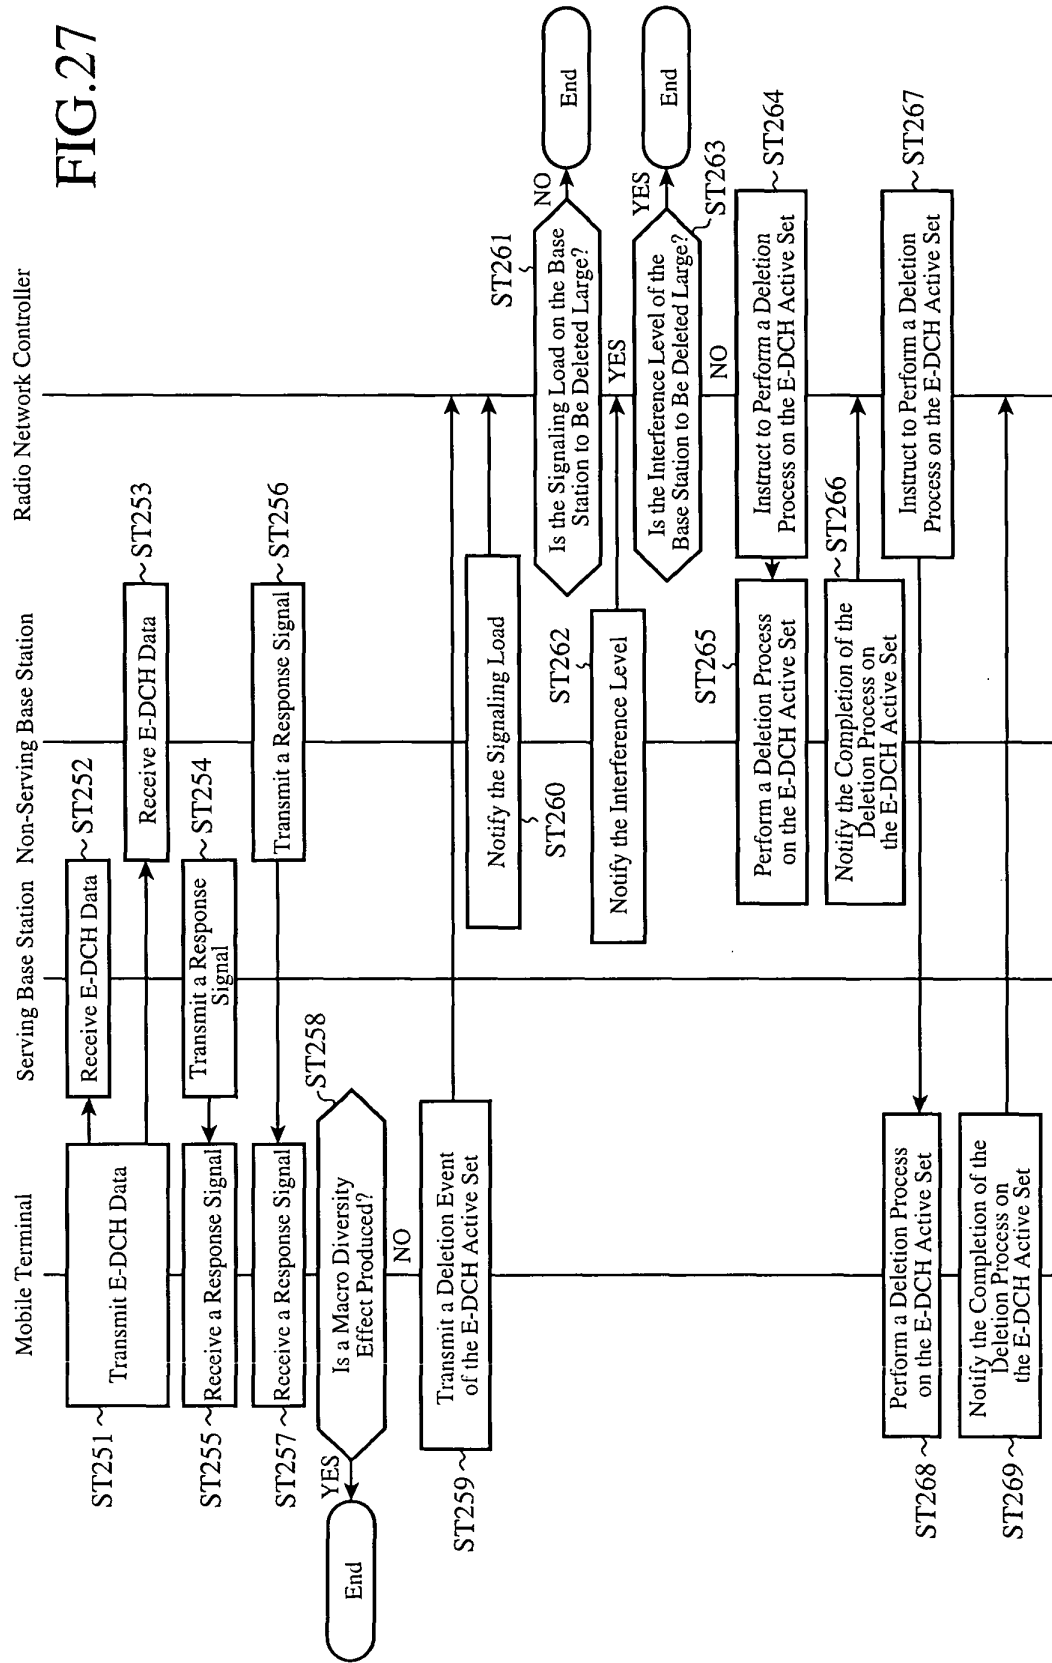 FIG.27
Mobile Terminal
Serving Base Station
Non-Serving Base Station
Radio Network Controller
ST251
Transmit E-DCH Data
Receive E-DCH Data
ST252
Receive E-DCH Data
ST253
Transmit a Response
Signal
ST254
ST255
Receive a Response Signal
Transmit a Response Signal
ST256
ST257
Receive a Response Signal
ST258
Is a Macro Diversity
Effect Produced?
YES
End
NO
ST259
Transmit a Deletion Event
of the E-DCH Active Set
Notify the Signaling Load
ST260
ST261
Is the Signaling Load on the Base
Station to Be Deleted Large?
NO
End
YES
ST262
Notify the Interference Level
Is the Interference Level of the
Base Station to Be Deleted Large?
YES
End
ST263
NO
Instruct to Perform a Deletion
Process on the E-DCH Active Set
ST264
ST265
Perform a Deletion Process
on the E-DCH Active Set
ST266
Notify the Completion of the
Deletion Process on
the E-DCH Active Set
Instruct to Perform a Deletion
Process on the E-DCH Active Set
ST267
Perform a Deletion Process
on the E-DCH Active Set
ST268
Notify the Completion of the
Deletion Process on
the E-DCH Active Set
ST269